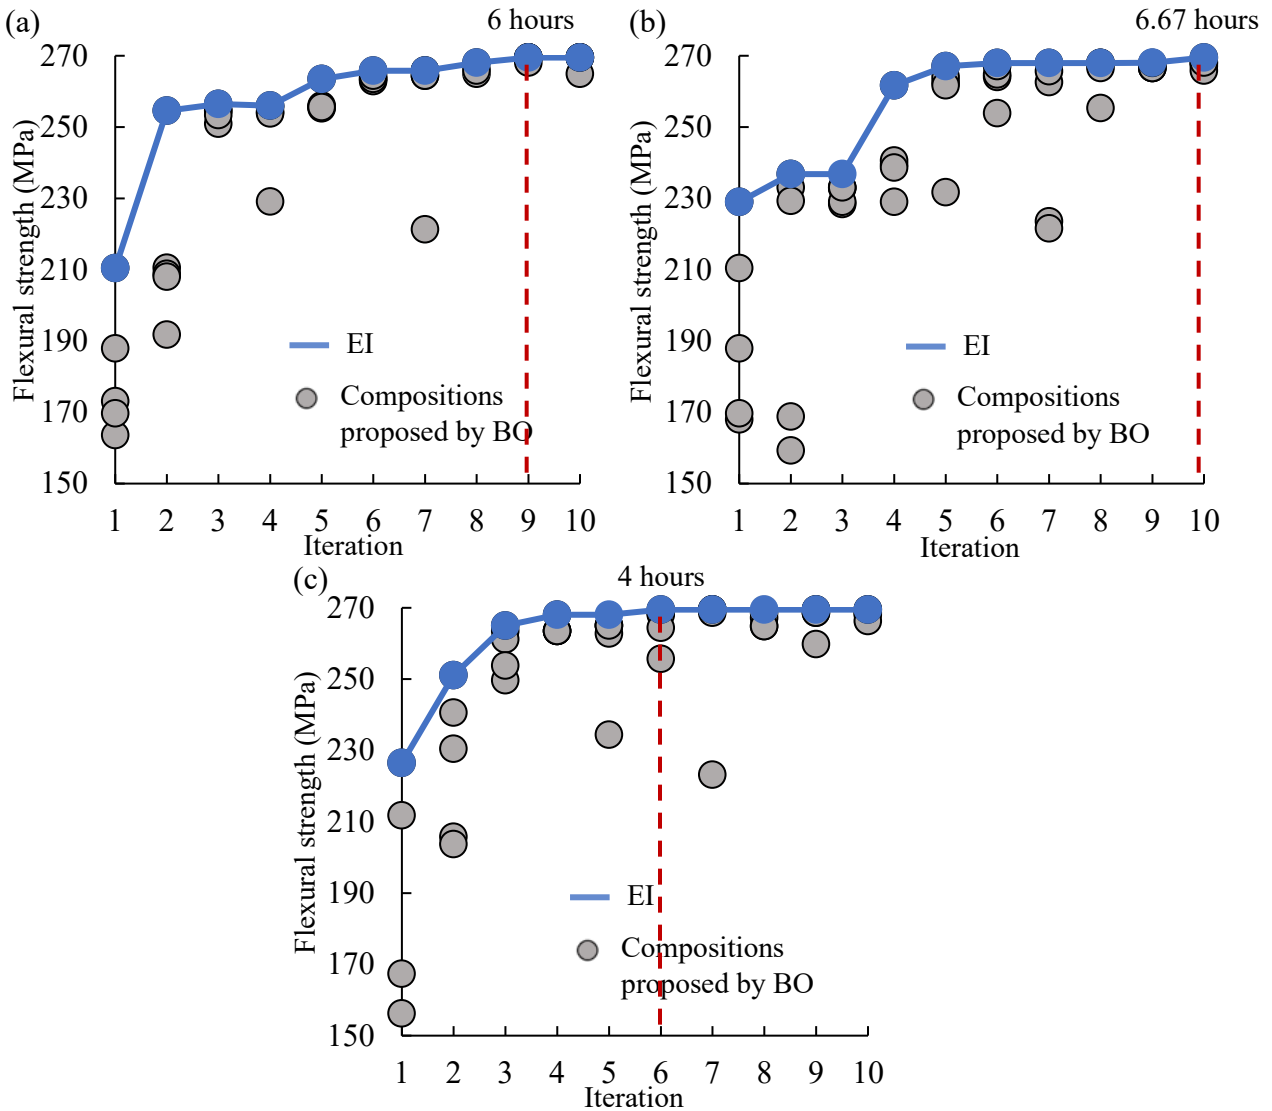 (a)
6 hours
Flexural strength (MPa)
270
250
230
210
190
170
150
EI
Compositions
proposed by BO
1 2 3 4 5 6 7 8 9 10
Iteration
(b)
6.67 hours
Flexural strength (MPa)
270
250
230
210
190
170
150
EI
Compositions
proposed by BO
1 2 3 4 5 6 7 8 9 10
Iteration
(c)
4 hours
Flexural strength (MPa)
270
250
230
210
190
170
150
EI
Compositions
proposed by BO
1 2 3 4 5 6 7 8 9 10
Iteration